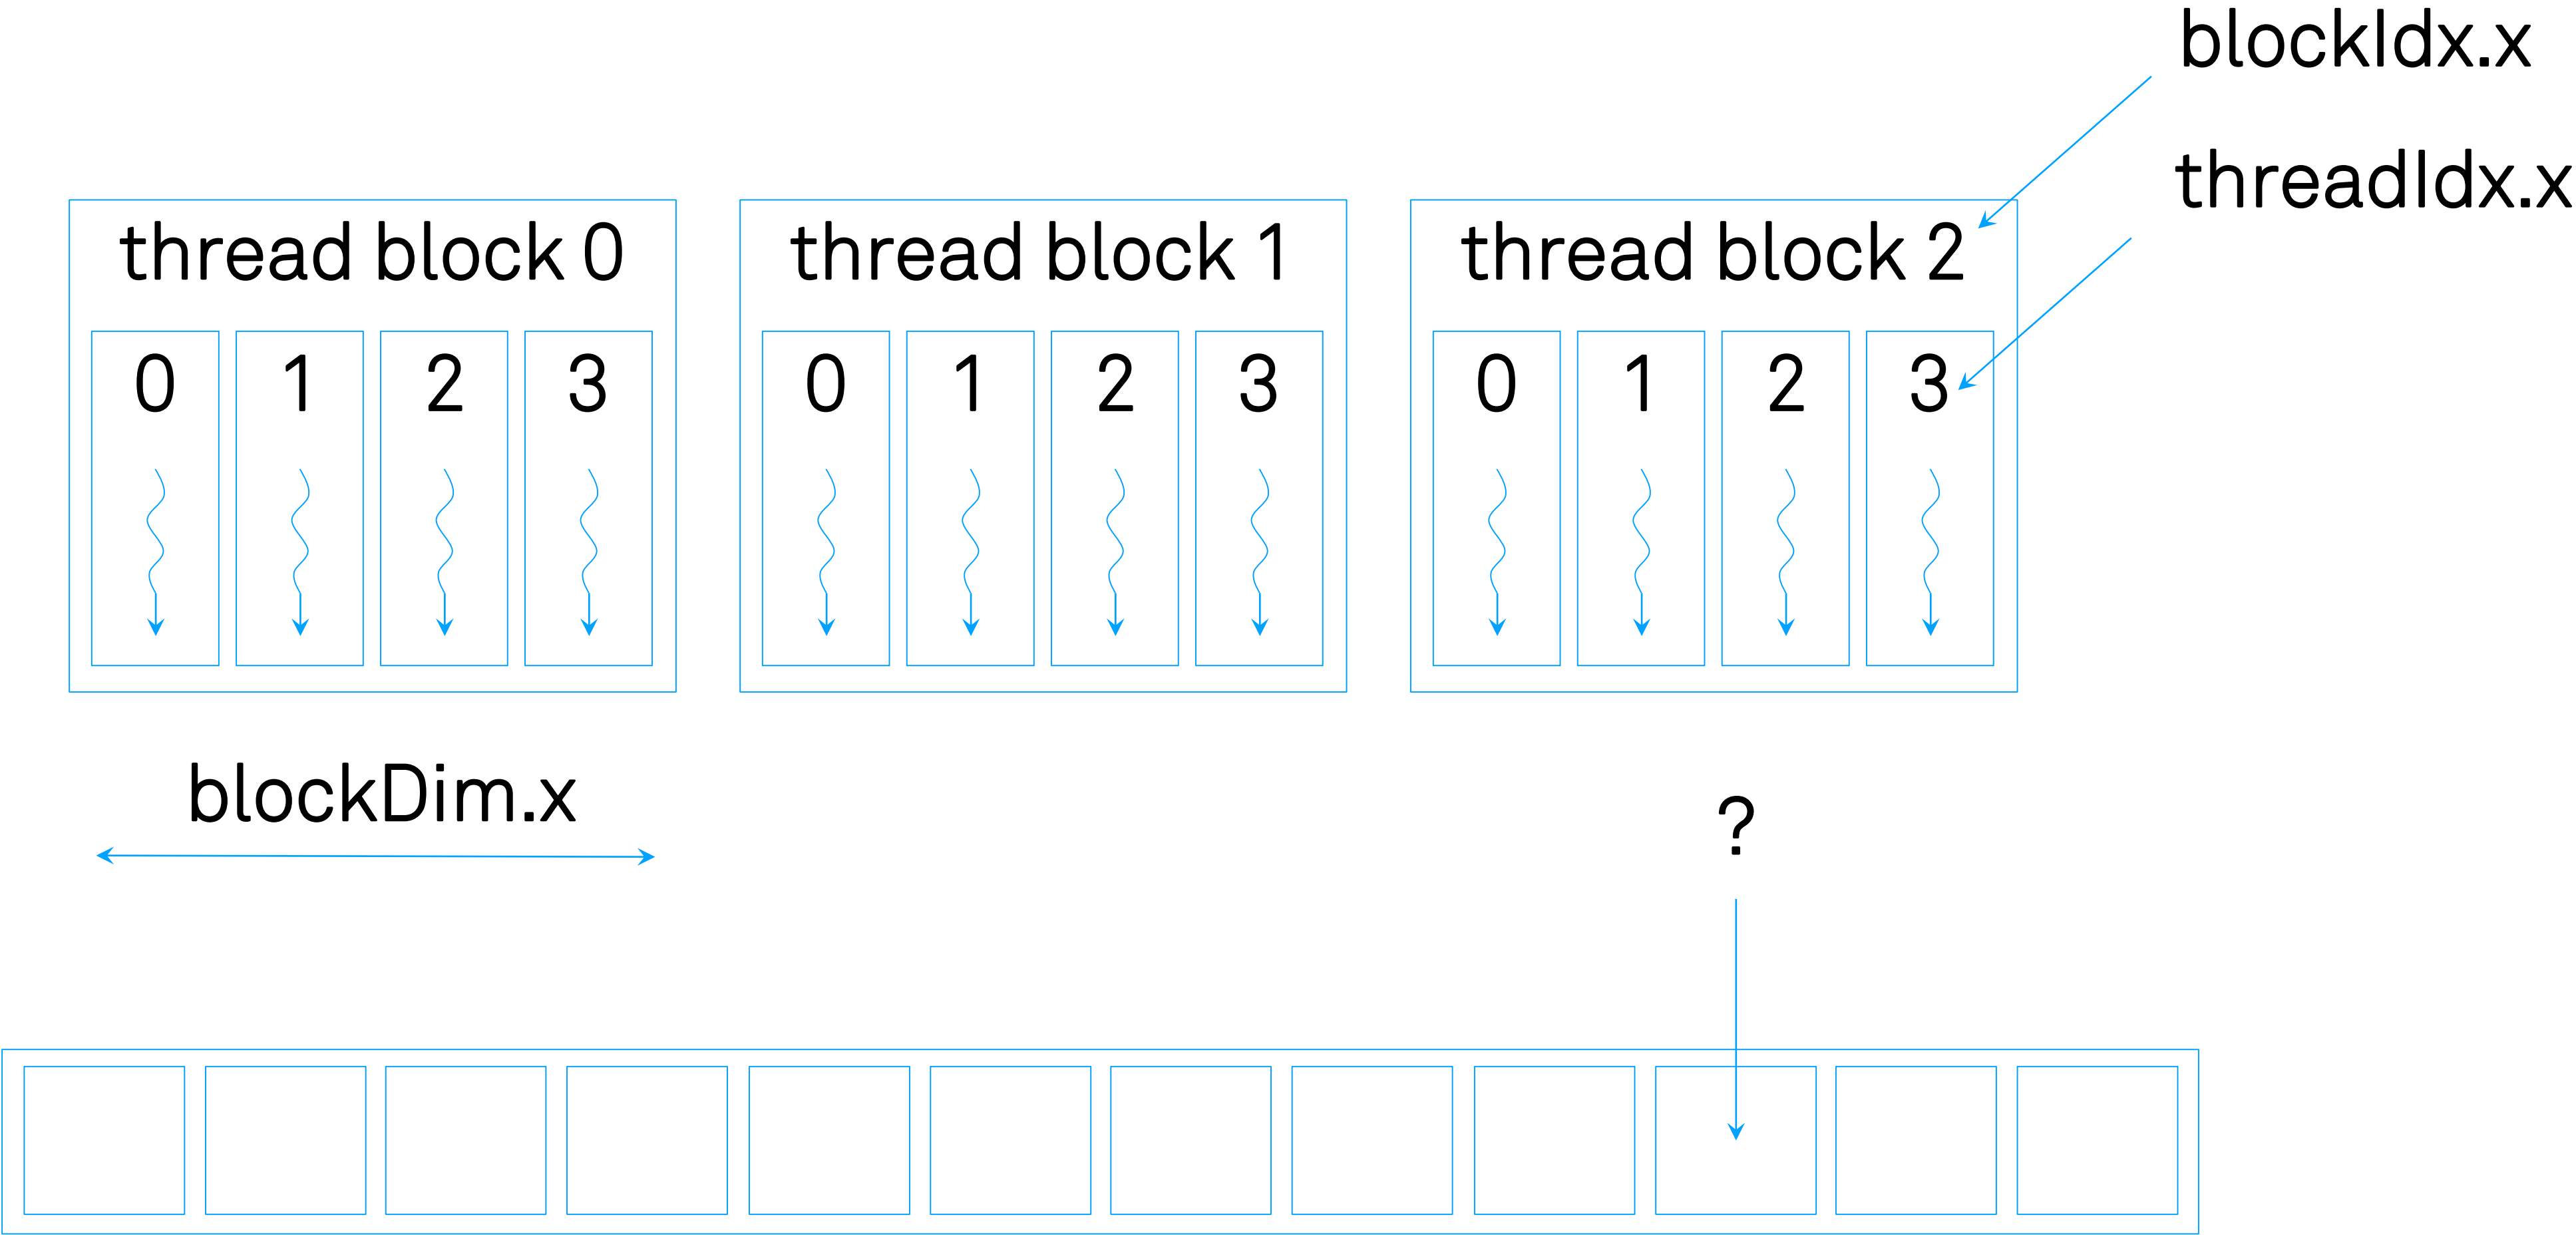 blockIdx.x
threadIdx.x
thread block 0
thread block 1
thread block 2
0 1 2 3
0 1 2 3
0 1 2 3
blockDim.x
?